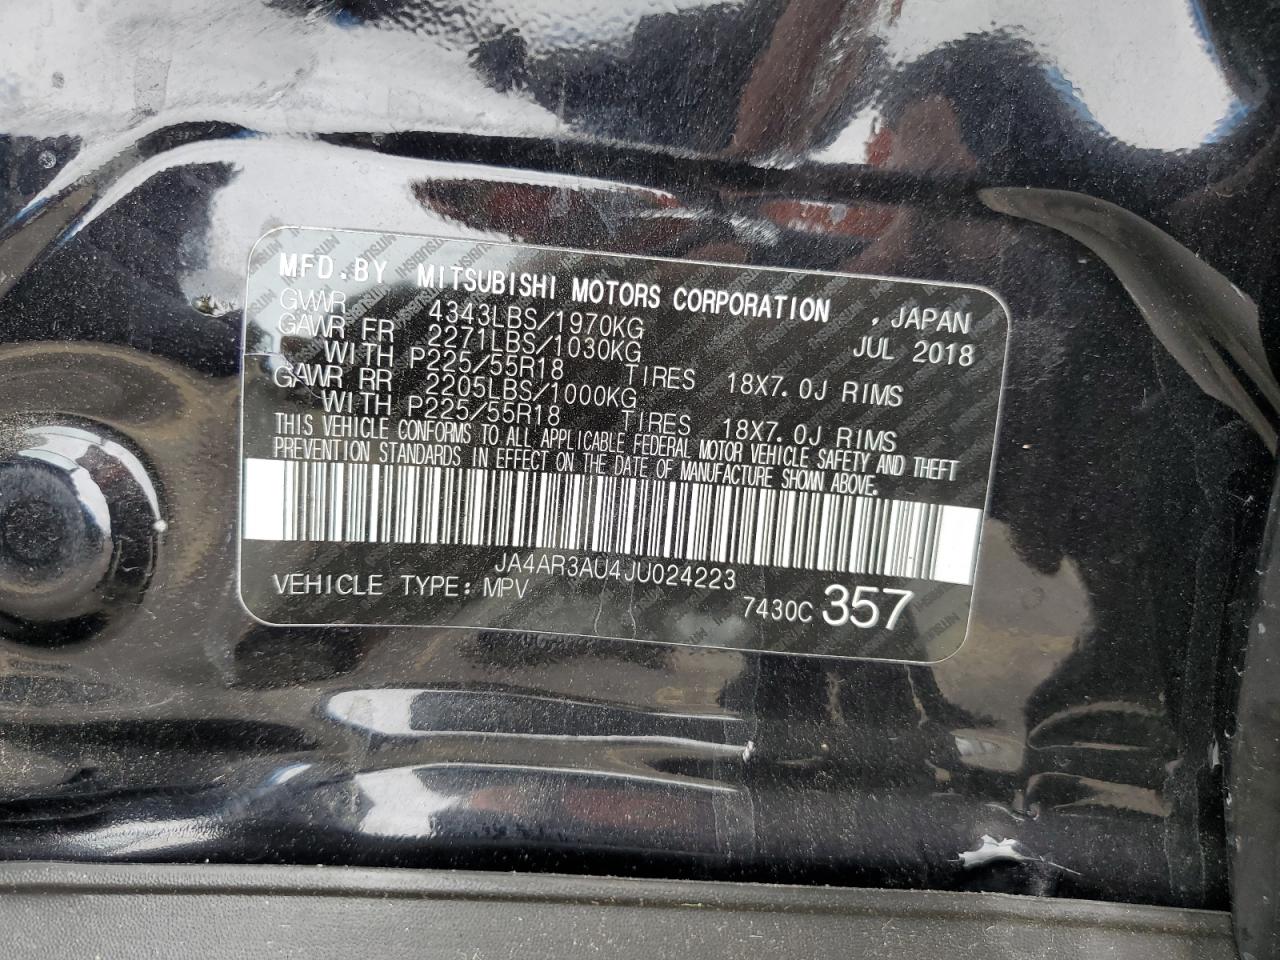 MFD.BY MITSUBISHI MOTORS CORPORATION , JAPAN
GVWR 4343LBS/1970KG JUL 2018
GAWR FR 2271LBS/1030KG
WITH P225/55R18 TIRES 18X7.0J RIMS
GAWR RR 2205LBS/1000KG
WITH P225/55R18 TIRES 18X7.0J RIMS
THIS VEHICLE CONFORMS TO ALL APPLICABLE FEDERAL MOTOR VEHICLE SAFETY AND THEFT
PREVENTION STANDARDS IN EFFECT ON THE DATE OF MANUFACTURE SHOWN ABOVE.
JA4AR3AU4JU024223
VEHICLE TYPE: MPV 7430C 357